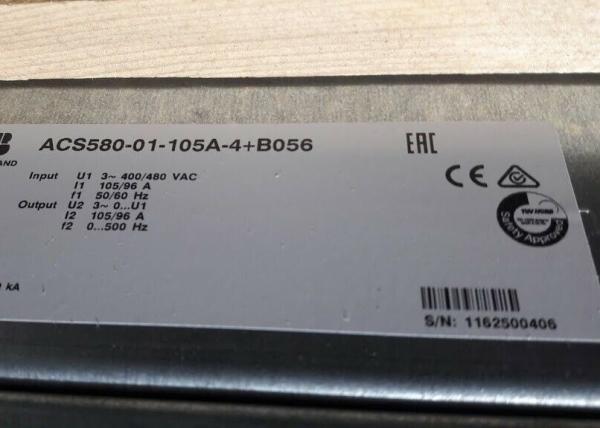 ACS580-01-105A-4+B056
EAC
Input U1 3~ 400/480 VAC
I1 105/96 A
f1 50/60 Hz
Output U2 3~ 0...U1
I2 105/96 A
f2 0...500 Hz
CE
TÜV NORD
Safety Approved
kA
S/N: 1162500406